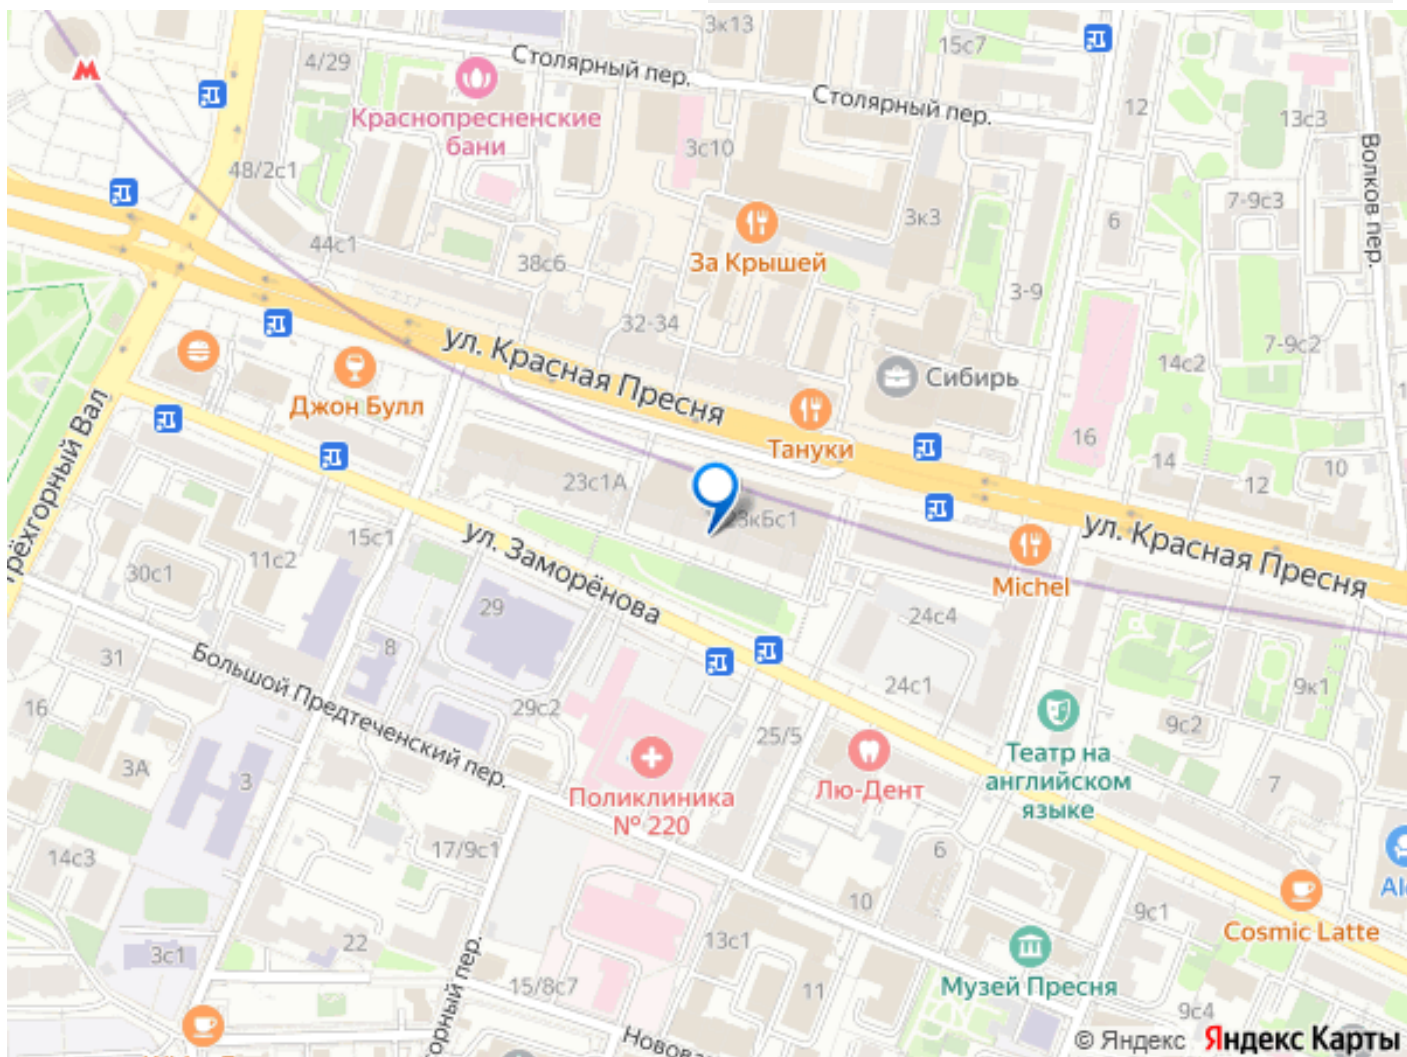 3к13
Столярный пер.
15с7
4/29
Столярный пер.
12
13с3
Краснопресненские
бани
3с10
Волков пер.
48/2с1
7-9с3
3к3
6
44с1
За Крышей
38с6
3-9
32-34
7-9с2
ул. Красная Пресня
14с2
Сибирь
Джон Булл
Трёхгорный Вал
16
Тануки
14
10
12
23с1А
23кБс1
ул. Красная Пресня
15с1
ул. Заморёнова
11с2
30с1
Michel
29
24с4
8
31
Большой Предтеченский пер.
24с1
9к1
16
29с2
9с2
25/5
Театр на
английском
языке
3А
3
7
Лю-Дент
Поликлиника
№ 220
14с3
17/9с1
6
10
9с1
Cosmic Latte
22
13с1
3с1
горный пер.
15/8с7
11
Музей Пресня
9с4
© Яндекс Яндекс Карты